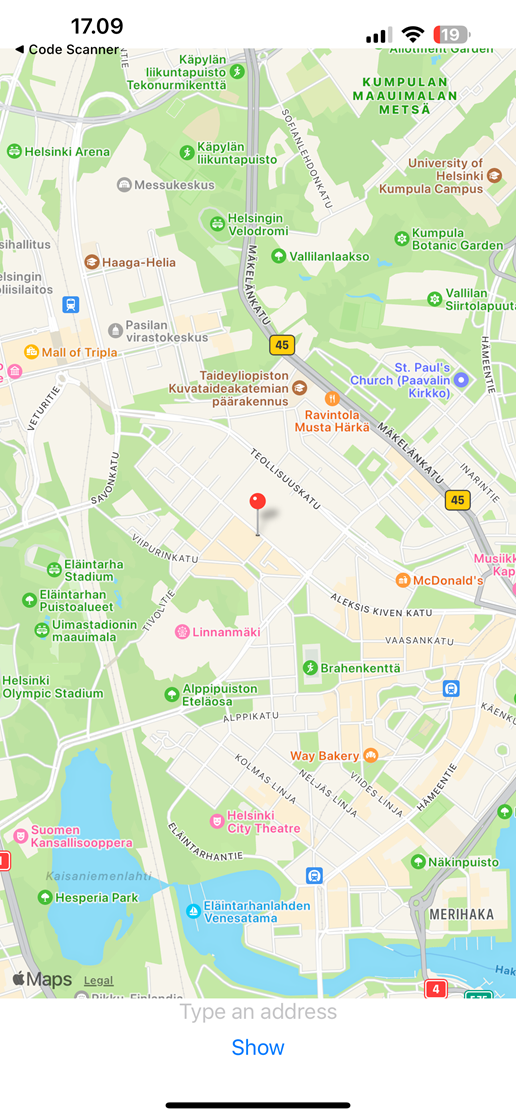 17.09
19
◀ Code Scanner
Allotment Garden
Käpylän
liikuntapuisto
Tekonurmikenttä
KUMPULAN
MAAUIMALAN
METSÄ
SOFIANLEHDONKATU
Helsinki Arena
Käpylän
liikuntapuisto
University of
Helsinki
Kumpula Campus
Messukeskus
Helsingin
Velodromi
Kumpula
Botanic Garden
Vallilanlaakso
Haaga-Helia
MÄKELÄNKATU
Vallilan
Siirtolapuuta
Pasilan
virastokeskus
45
Mall of Tripla
HÄMEENTIE
St. Paul's
Church (Paavalin
Kirkko)
Taideyliopiston
Kuvataideakatemian
päärakennus
Ravintola
Musta Härkä
VETURITIE
MÄKELÄNKATU
TEOLLISUUSKATU
INARINTIE
SAVONKATU
45
VIIPURINKATU
Eläintarha
Stadium
McDonald's
Eläintarhan
Puistoalueet
TIVOLITIE
ALEKSIS KIVEN KATU
Uimastadionin
maauimala
Linnanmäki
VAASANKATU
Brahenkenttä
Helsinki
Olympic Stadium
Alppipuiston
Eteläosa
ALPPIKATU
Way Bakery
KOLMAS LINJA
NELJÄS LINJA
VIIDES LINJA
HÄMEENTIE
Helsinki
City Theatre
Suomen
Kansallisooppera
ELÄINTARHANTIE
Näkinpuisto
Kaisaniemenlahti
Hesperia Park
Eläintarhanlahden
Venesatama
MERIHAKA
Maps
Legal
4
Type an address
Show